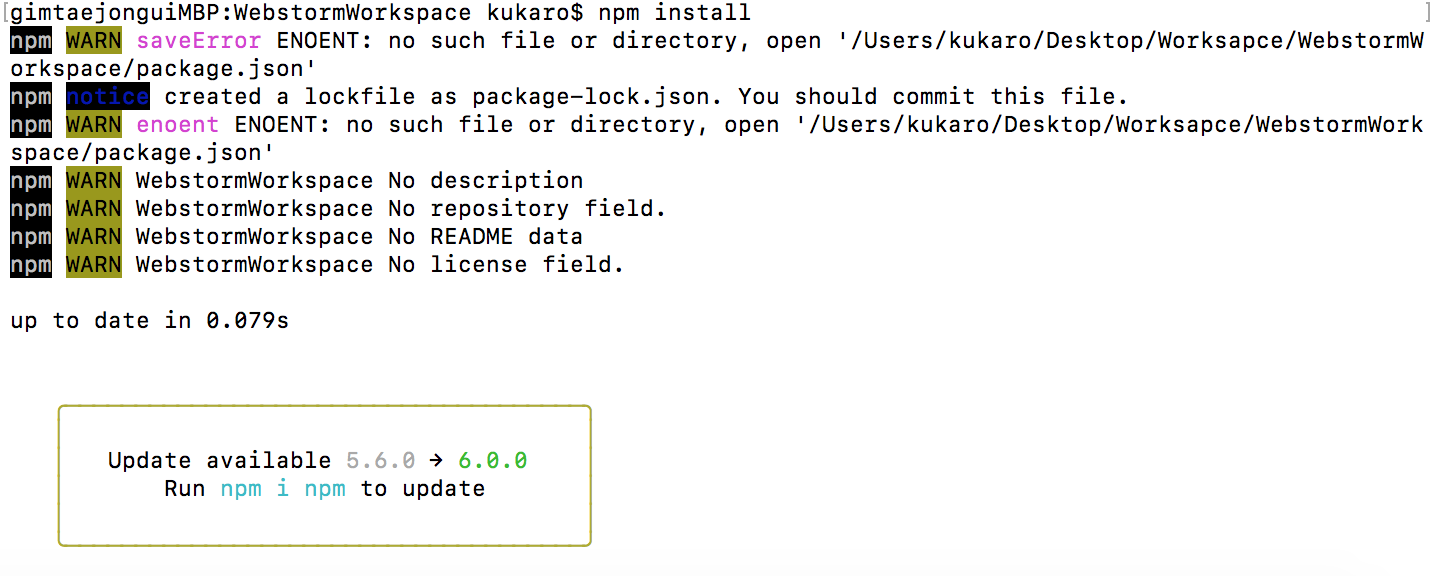 [gimtaejonguiMBP:WebstormWorkspace kukaro$ npm install]
npm WARN saveError ENOENT: no such file or directory, open '/Users/kukaro/Desktop/Worksapce/WebstormW
orkspace/package.json'
npm notice created a lockfile as package-lock.json. You should commit this file.
npm WARN enoent ENOENT: no such file or directory, open '/Users/kukaro/Desktop/Worksapce/WebstormWork
space/package.json'
npm WARN WebstormWorkspace No description
npm WARN WebstormWorkspace No repository field.
npm WARN WebstormWorkspace No README data
npm WARN WebstormWorkspace No license field.
up to date in 0.079s
Update available 5.6.0 → 6.0.0
Run npm i npm to update